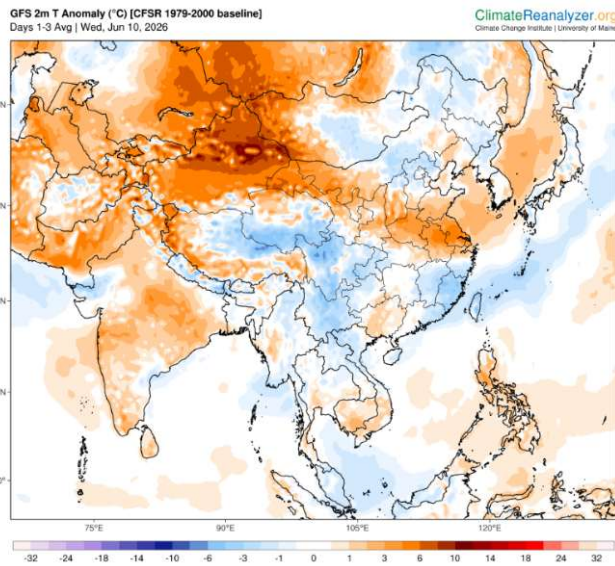 GFS 2m T Anomaly (°C) [CFSR 1979-2000 baseline]
Days 1-3 Avg | Wed, Jun 10, 2026
ClimateReanalyzer.org
Climate Change Institute | University of Maine
75°E 90°E 105°E 120°E
-32 -24 -18 -14 -10 -6 -3 -1 0 1 3 6 10 14 18 24 32